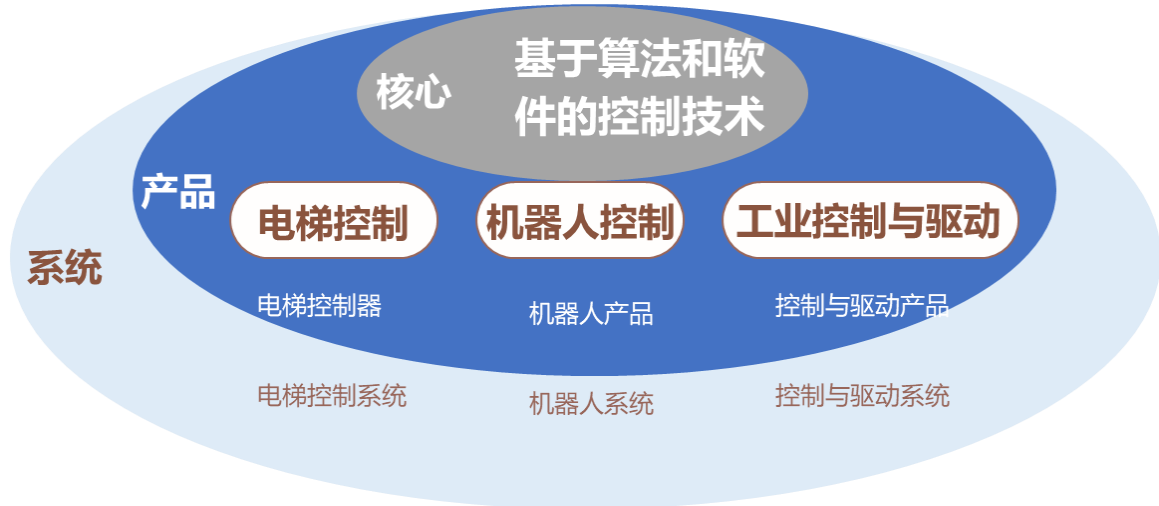 基于算法和软
核心
件的控制技术
产品
电梯控制
机器人控制
工业控制与驱动
系统
电梯控制器
机器人产品
控制与驱动产品
电梯控制系统
机器人系统
控制与驱动系统